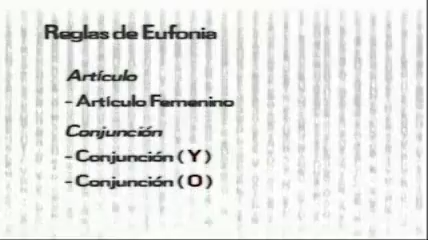 Reglas de Eufonia
Artículo
- Artículo Femenino
Conjunción
- Conjunción ( Y )
- Conjunción ( O )